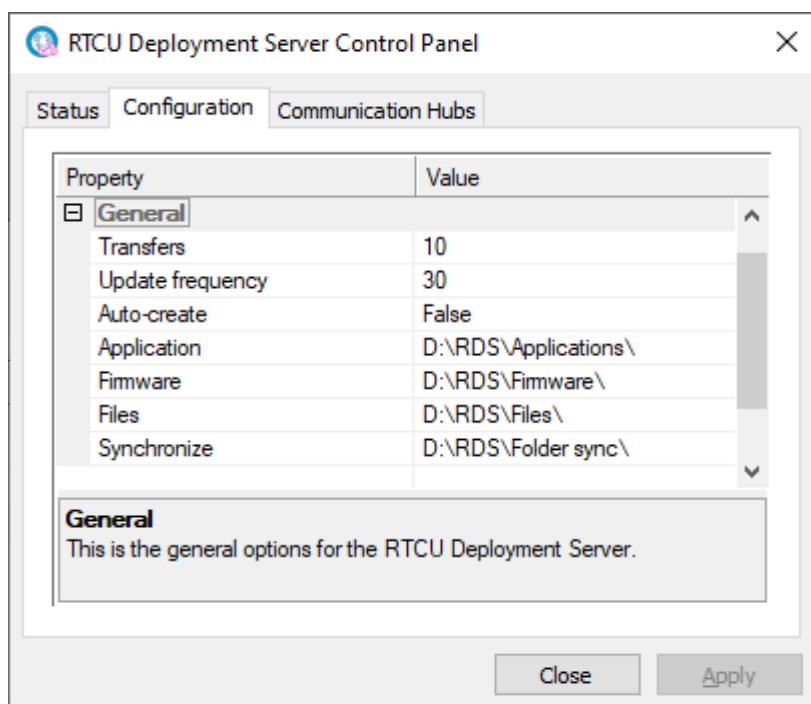 RTCU Deployment Server Control Panel
Status Configuration Communication Hubs
Property Value
General
Transfers 10
Update frequency 30
Auto-create False
Application D:\RDS\Applications\
Firmware D:\RDS\Firmware\
Files D:\RDS\Files\
Synchronize D:\RDS\Folder sync\
General
This is the general options for the RTCU Deployment Server.
Close Apply